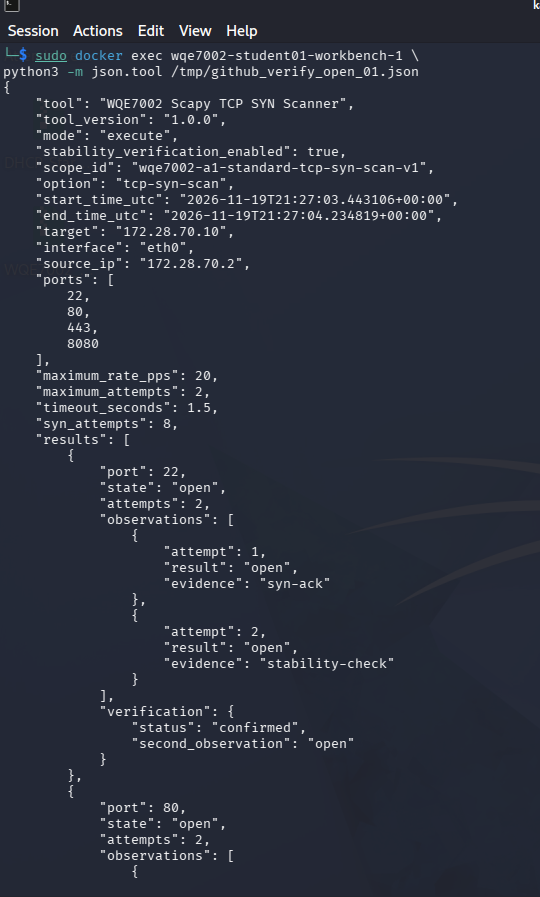 Session Actions Edit View Help
└─$ sudo docker exec wqe7002-student01-workbench-1 \
python3 -m json.tool /tmp/github_verify_open_01.json
{
    "tool": "WQE7002 Scapy TCP SYN Scanner",
    "tool_version": "1.0.0",
    "mode": "execute",
    "stability_verification_enabled": true,
    "scope_id": "wqe7002-a1-standard-tcp-syn-scan-v1",
    "option": "tcp-syn-scan",
    "start_time_utc": "2026-11-19T21:27:03.443106+00:00",
    "end_time_utc": "2026-11-19T21:27:04.234819+00:00",
    "target": "172.28.70.10",
    "interface": "eth0",
    "source_ip": "172.28.70.2",
    "ports": [
        22,
        80,
        443,
        8080
    ],
    "maximum_rate_pps": 20,
    "maximum_attempts": 2,
    "timeout_seconds": 1.5,
    "syn_attempts": 8,
    "results": [
        {
            "port": 22,
            "state": "open",
            "attempts": 2,
            "observations": [
                {
                    "attempt": 1,
                    "result": "open",
                    "evidence": "syn-ack"
                },
                {
                    "attempt": 2,
                    "result": "open",
                    "evidence": "stability-check"
                }
            ],
            "verification": {
                "status": "confirmed",
                "second_observation": "open"
            }
        },
        {
            "port": 80,
            "state": "open",
            "attempts": 2,
            "observations": [
                {